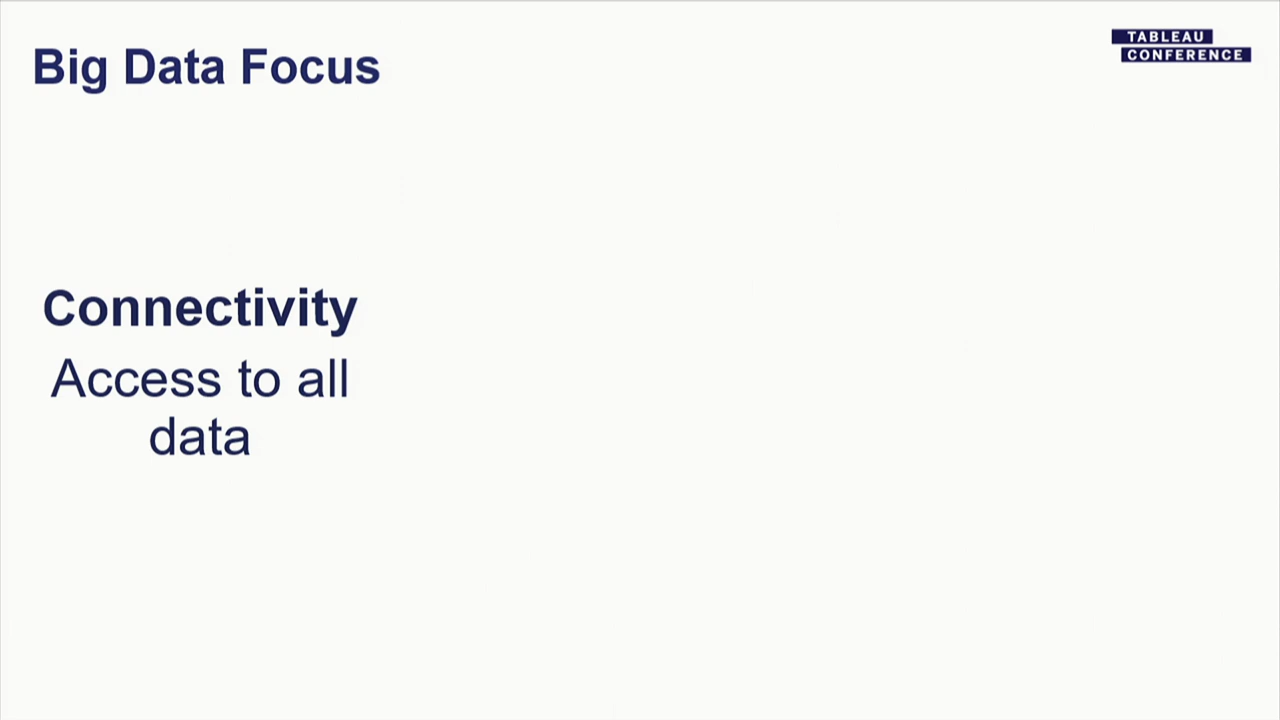 Big Data Focus
TABLEAU
CONFERENCE
Connectivity
Access to all
data